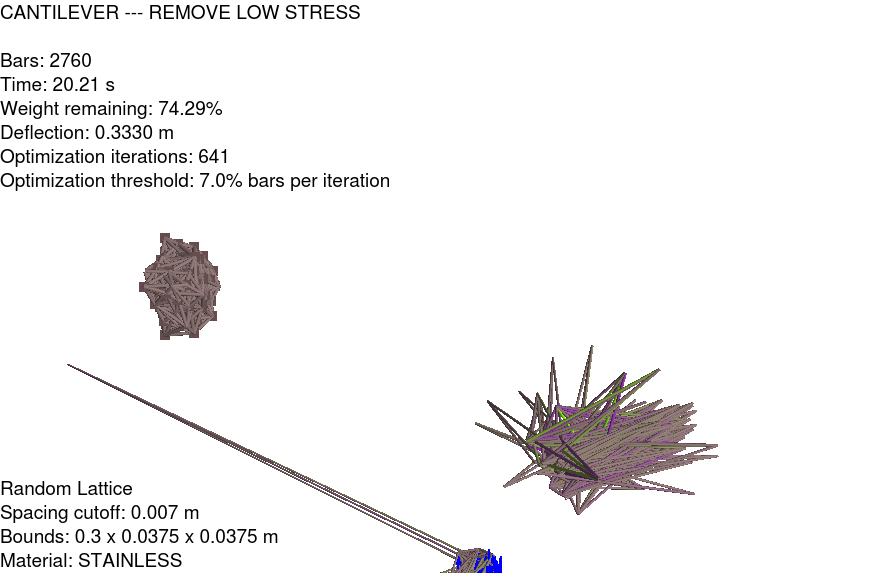 CANTILEVER --- REMOVE LOW STRESS
Bars: 2760
Time: 20.21 s
Weight remaining: 74.29%
Deflection: 0.3330 m
Optimization iterations: 641
Optimization threshold: 7.0% bars per iteration
Random Lattice
Spacing cutoff: 0.007 m
Bounds: 0.3 x 0.0375 x 0.0375 m
Material: STAINLESS